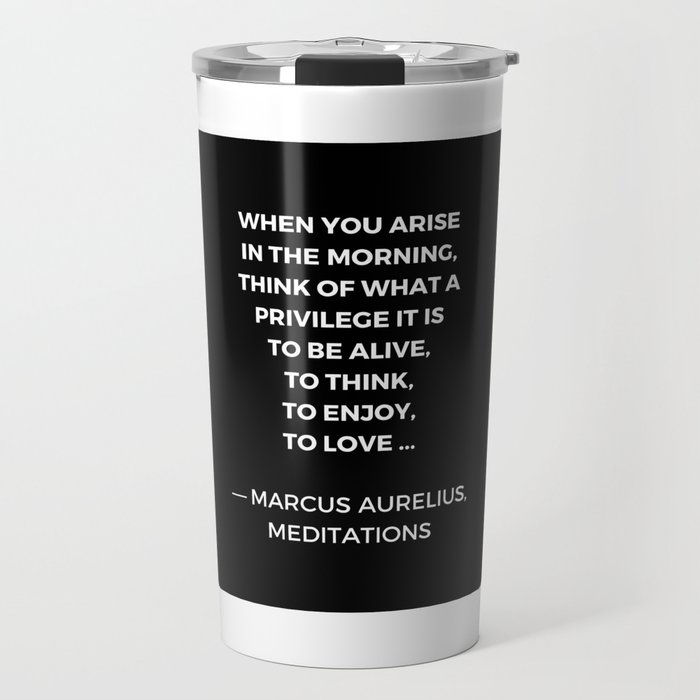 WHEN YOU ARISE
IN THE MORNING,
THINK OF WHAT A
PRIVILEGE IT IS
TO BE ALIVE,
TO THINK,
TO ENJOY,
TO LOVE ...
— MARCUS AURELIUS,
MEDITATIONS